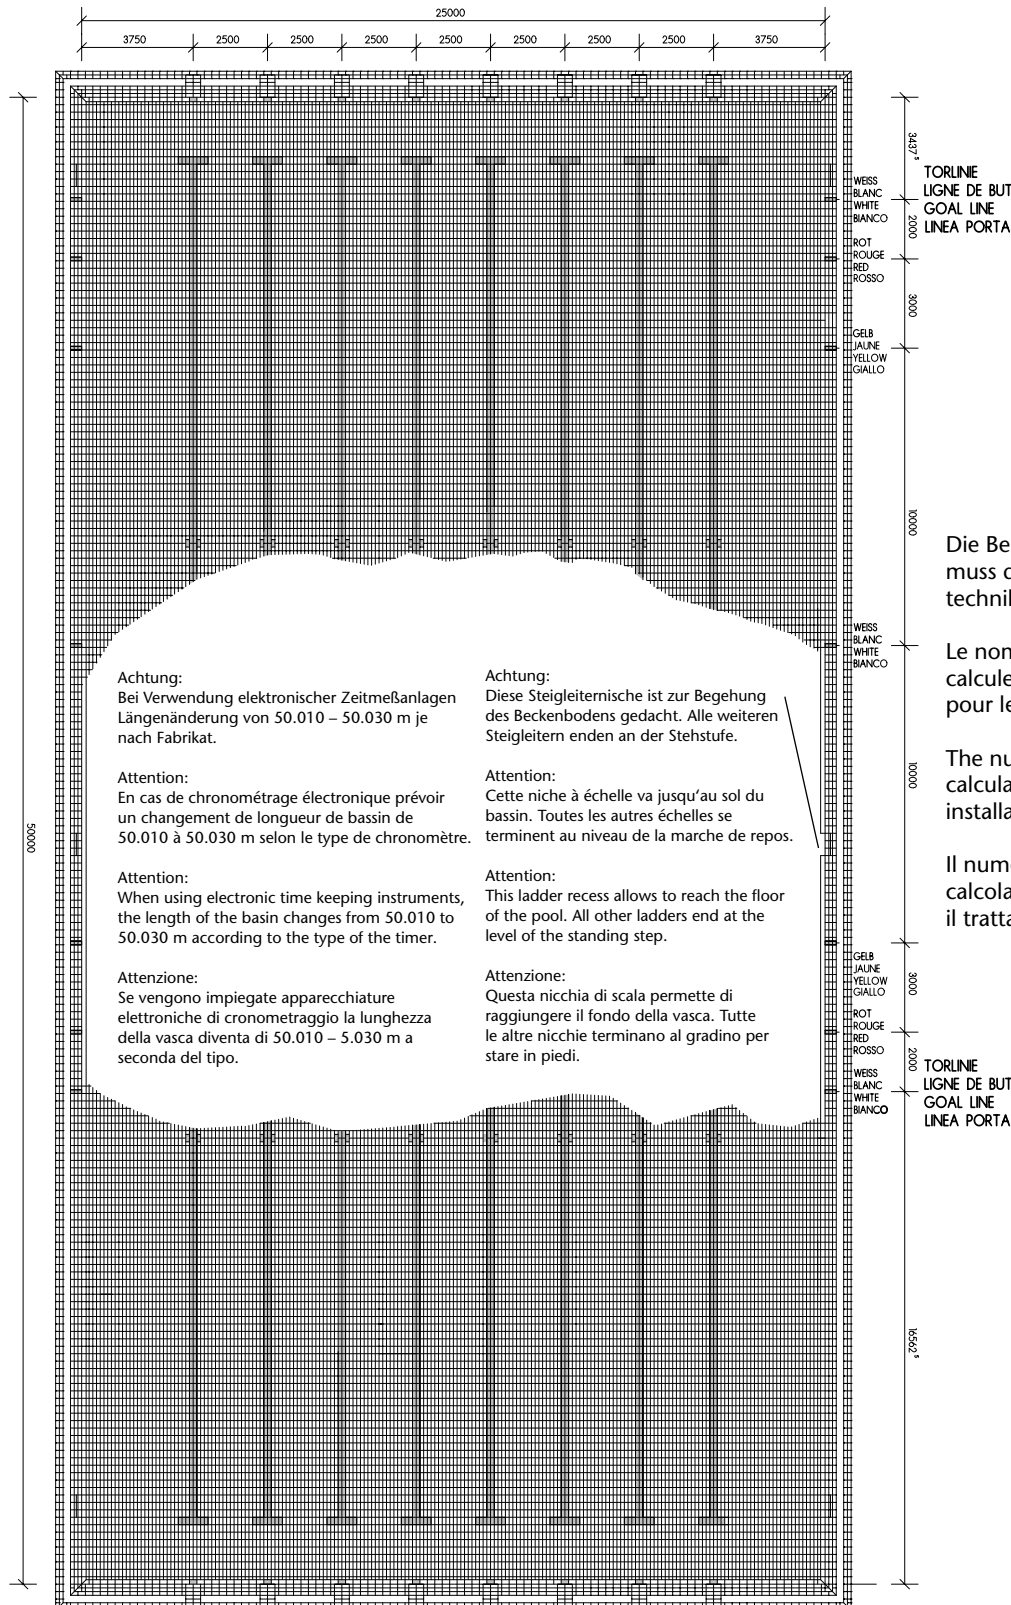 25000
3750 2500 2500 2500 2500 2500 2500 2500 3750
3437⁵
TORLINIE
LIGNE DE BUT
GOAL LINE
LINEA PORTA
WEISS
BLANC
WHITE
BIANCO
2000
ROT
ROUGE
RED
ROSSO
3000
GELB
JAUNE
YELLOW
GIALLO
10000
Die Be
muss d
technik
WEISS
BLANC
WHITE
BIANCO
Le nom
calcule
pour le
The nu
calcula
installa
Il nume
calcola
il tratta
10000
50000
Achtung:
Bei Verwendung elektronischer Zeitmeßanlagen
Längenänderung von 50.010 – 50.030 m je
nach Fabrikat.
Attention:
En cas de chronométrage électronique prévoir
un changement de longueur de bassin de
50.010 à 50.030 m selon le type de chronomètre.
Attention:
When using electronic time keeping instruments,
the length of the basin changes from 50.010 to
50.030 m according to the type of the timer.
Attenzione:
Se vengono impiegate apparecchiature
elettroniche di cronometraggio la lunghezza
della vasca diventa di 50.010 – 5.030 m a
seconda del tipo.
Achtung:
Diese Steigleiternische ist zur Begehung
des Beckenbodens gedacht. Alle weiteren
Steigleitern enden an der Stehstufe.
Attention:
Cette niche à échelle va jusqu‘au sol du
bassin. Toutes les autres échelles se
terminent au niveau de la marche de repos.
Attention:
This ladder recess allows to reach the floor
of the pool. All other ladders end at the
level of the standing step.
Attenzione:
Questa nicchia di scala permette di
raggiungere il fondo della vasca. Tutte
le altre nicchie terminano al gradino per
stare in piedi.
GELB
JAUNE
YELLOW
GIALLO
3000
ROT
ROUGE
RED
ROSSO
2000
WEISS
BLANC
WHITE
BIANCO
TORLINIE
LIGNE DE BUT
GOAL LINE
LINEA PORTA
16562⁵